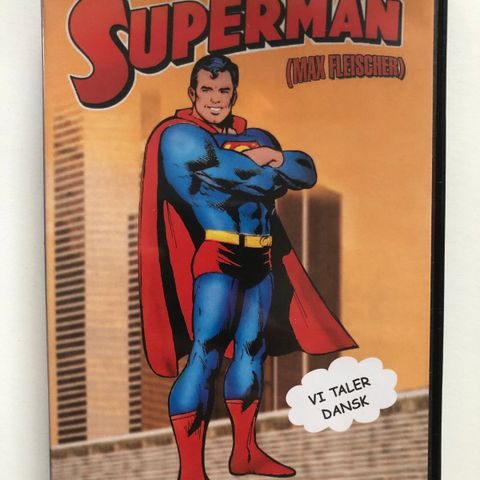 SUPERMAN
(MAX FLEISCHER)
VI TALER
DANSK